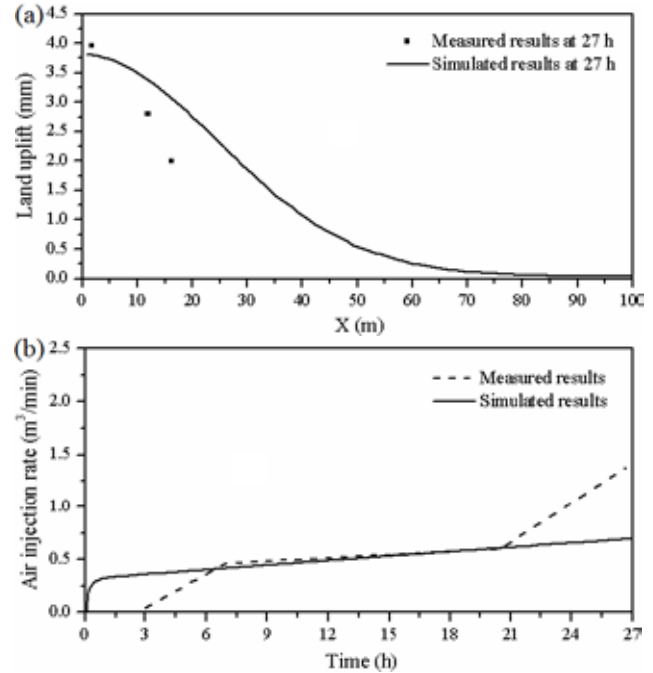 (a)
4.5
4.0
3.5
3.0
2.5
2.0
1.5
1.0
0.5
0.0
Land uplift (mm)
Measured results at 27 h
Simulated results at 27 h
0 10 20 30 40 50 60 70 80 90 100
X (m)
(b)
2.5
2.0
1.5
1.0
0.5
0.0
Air injection rate (m³/min)
Measured results
Simulated results
0 3 6 9 12 15 18 21 24 27
Time (h)